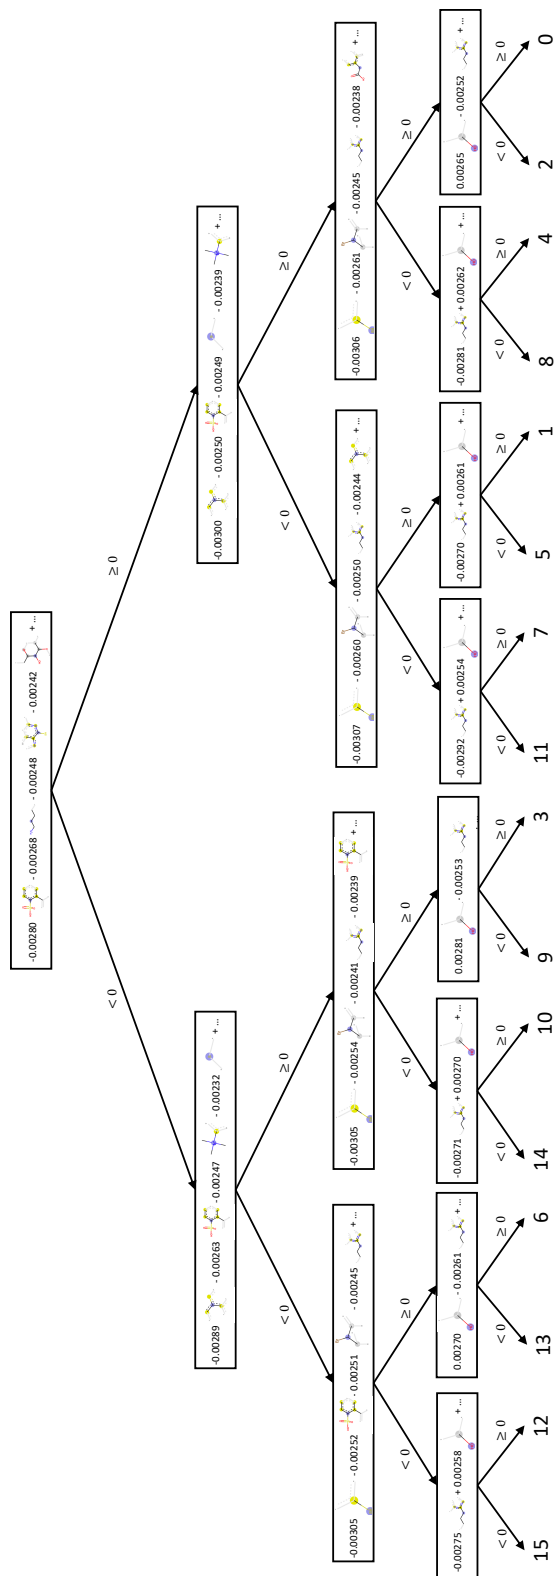 -0.00280 - 0.00268 - 0.00248 - 0.00242 + ...
< 0 ≥ 0
-0.00289 - 0.00263 - 0.00247 - 0.00232 + ...
-0.00300 - 0.00250 - 0.00249 - 0.00239 + ...
< 0 ≥ 0 < 0 ≥ 0
-0.00305 - 0.00252 - 0.00251 - 0.00245 + ...
-0.00305 - 0.00254 - 0.00241 - 0.00239 + ...
-0.00307 - 0.00260 - 0.00250 - 0.00244 + ...
-0.00306 - 0.00261 - 0.00245 - 0.00238 + ...
< 0 ≥ 0 < 0 ≥ 0 < 0 ≥ 0 < 0 ≥ 0
-0.00275 + 0.00258 + ...
0.00270 - 0.00261 + ...
-0.00271 + 0.00270 + ...
0.00281 - 0.00253
-0.00292 + 0.00254 + ...
-0.00270 + 0.00261 + ...
-0.00281 + 0.00262 + ...
0.00265 - 0.00252 + ...
< 0 ≥ 0 < 0 ≥ 0 < 0 ≥ 0 < 0 ≥ 0 < 0 ≥ 0 < 0 ≥ 0 < 0 ≥ 0 < 0 ≥ 0
15 12 13 6 14 10 9 3 11 7 5 1 8 4 2 0